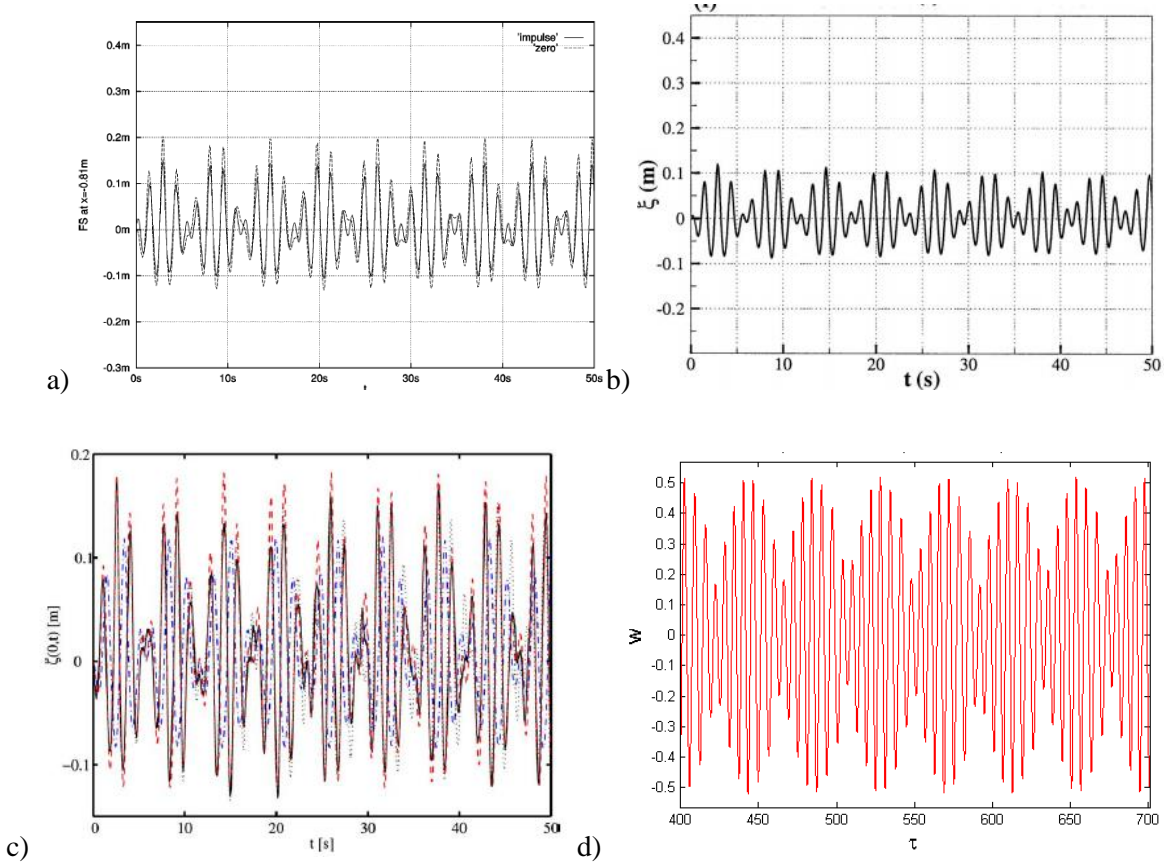 0.4m
0.3m
0.2m
0.1m
0m
-0.1m
-0.2m
-0.3m
FS at x=-0.81m
'impulse'
'zero'
0s 10s 20s 30s 40s 50s
a)
0.4
0.3
0.2
0.1
0
-0.1
-0.2
ξ (m)
0 10 20 30 40 50
t (s)
b)
0.2
0.1
0
−0.1
ζ(0,t) [m]
0 10 20 30 40 50
t [s]
c)
0.5
0.4
0.3
0.2
0.1
0
-0.1
-0.2
-0.3
-0.4
-0.5
W
400 450 500 550 600 650 700
τ
d)